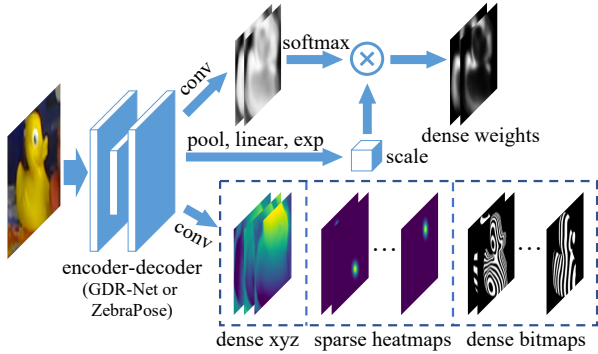 conv
softmax
dense weights
pool, linear, exp
scale
conv
encoder-decoder
(GDR-Net or
ZebraPose)
...
...
dense xyz
sparse heatmaps
dense bitmaps